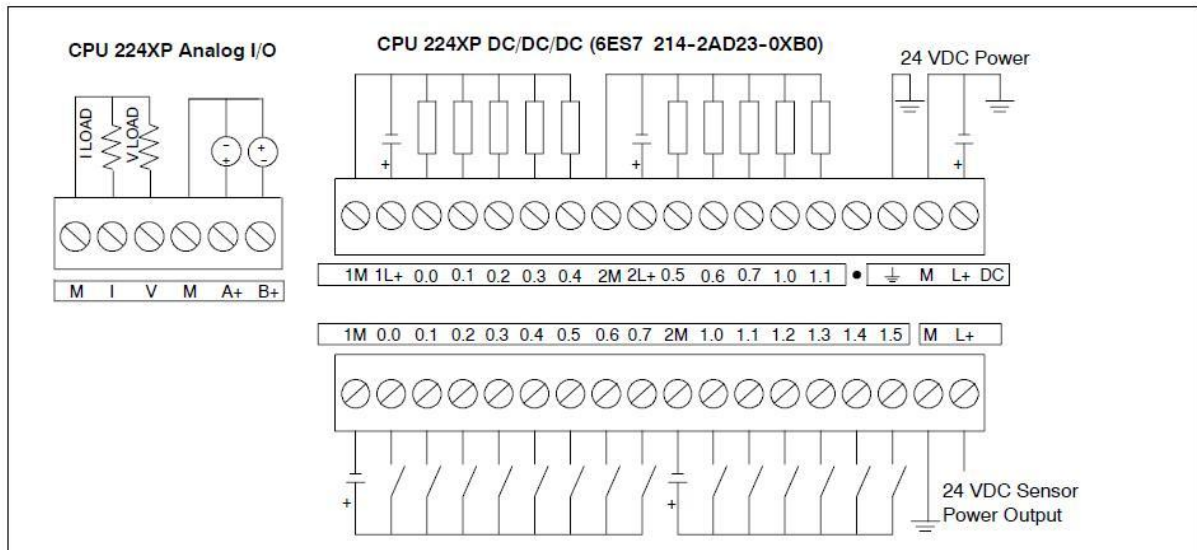 CPU 224XP Analog I/O
I LOAD
V LOAD
- +
+ -
M I V M A+ B+
CPU 224XP DC/DC/DC (6ES7 214-2AD23-0XB0)
24 VDC Power
+ + +
1M 1L+ 0.0 0.1 0.2 0.3 0.4 2M 2L+ 0.5 0.6 0.7 1.0 1.1 • ⏚ M L+ DC
1M 0.0 0.1 0.2 0.3 0.4 0.5 0.6 0.7 2M 1.0 1.1 1.2 1.3 1.4 1.5 M L+
+ +
24 VDC Sensor
Power Output